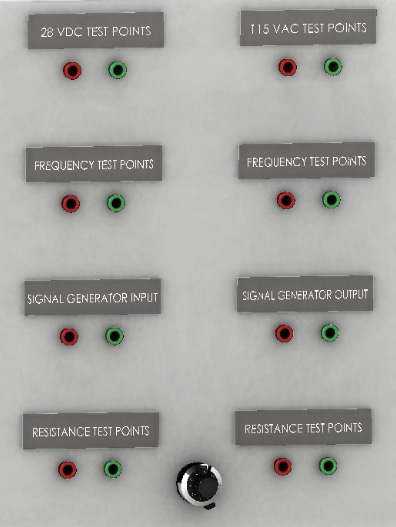 28 VDC TEST POINTS
115 VAC TEST POINTS
FREQUENCY TEST POINTS
FREQUENCY TEST POINTS
SIGNAL GENERATOR INPUT
SIGNAL GENERATOR OUTPUT
RESISTANCE TEST POINTS
RESISTANCE TEST POINTS